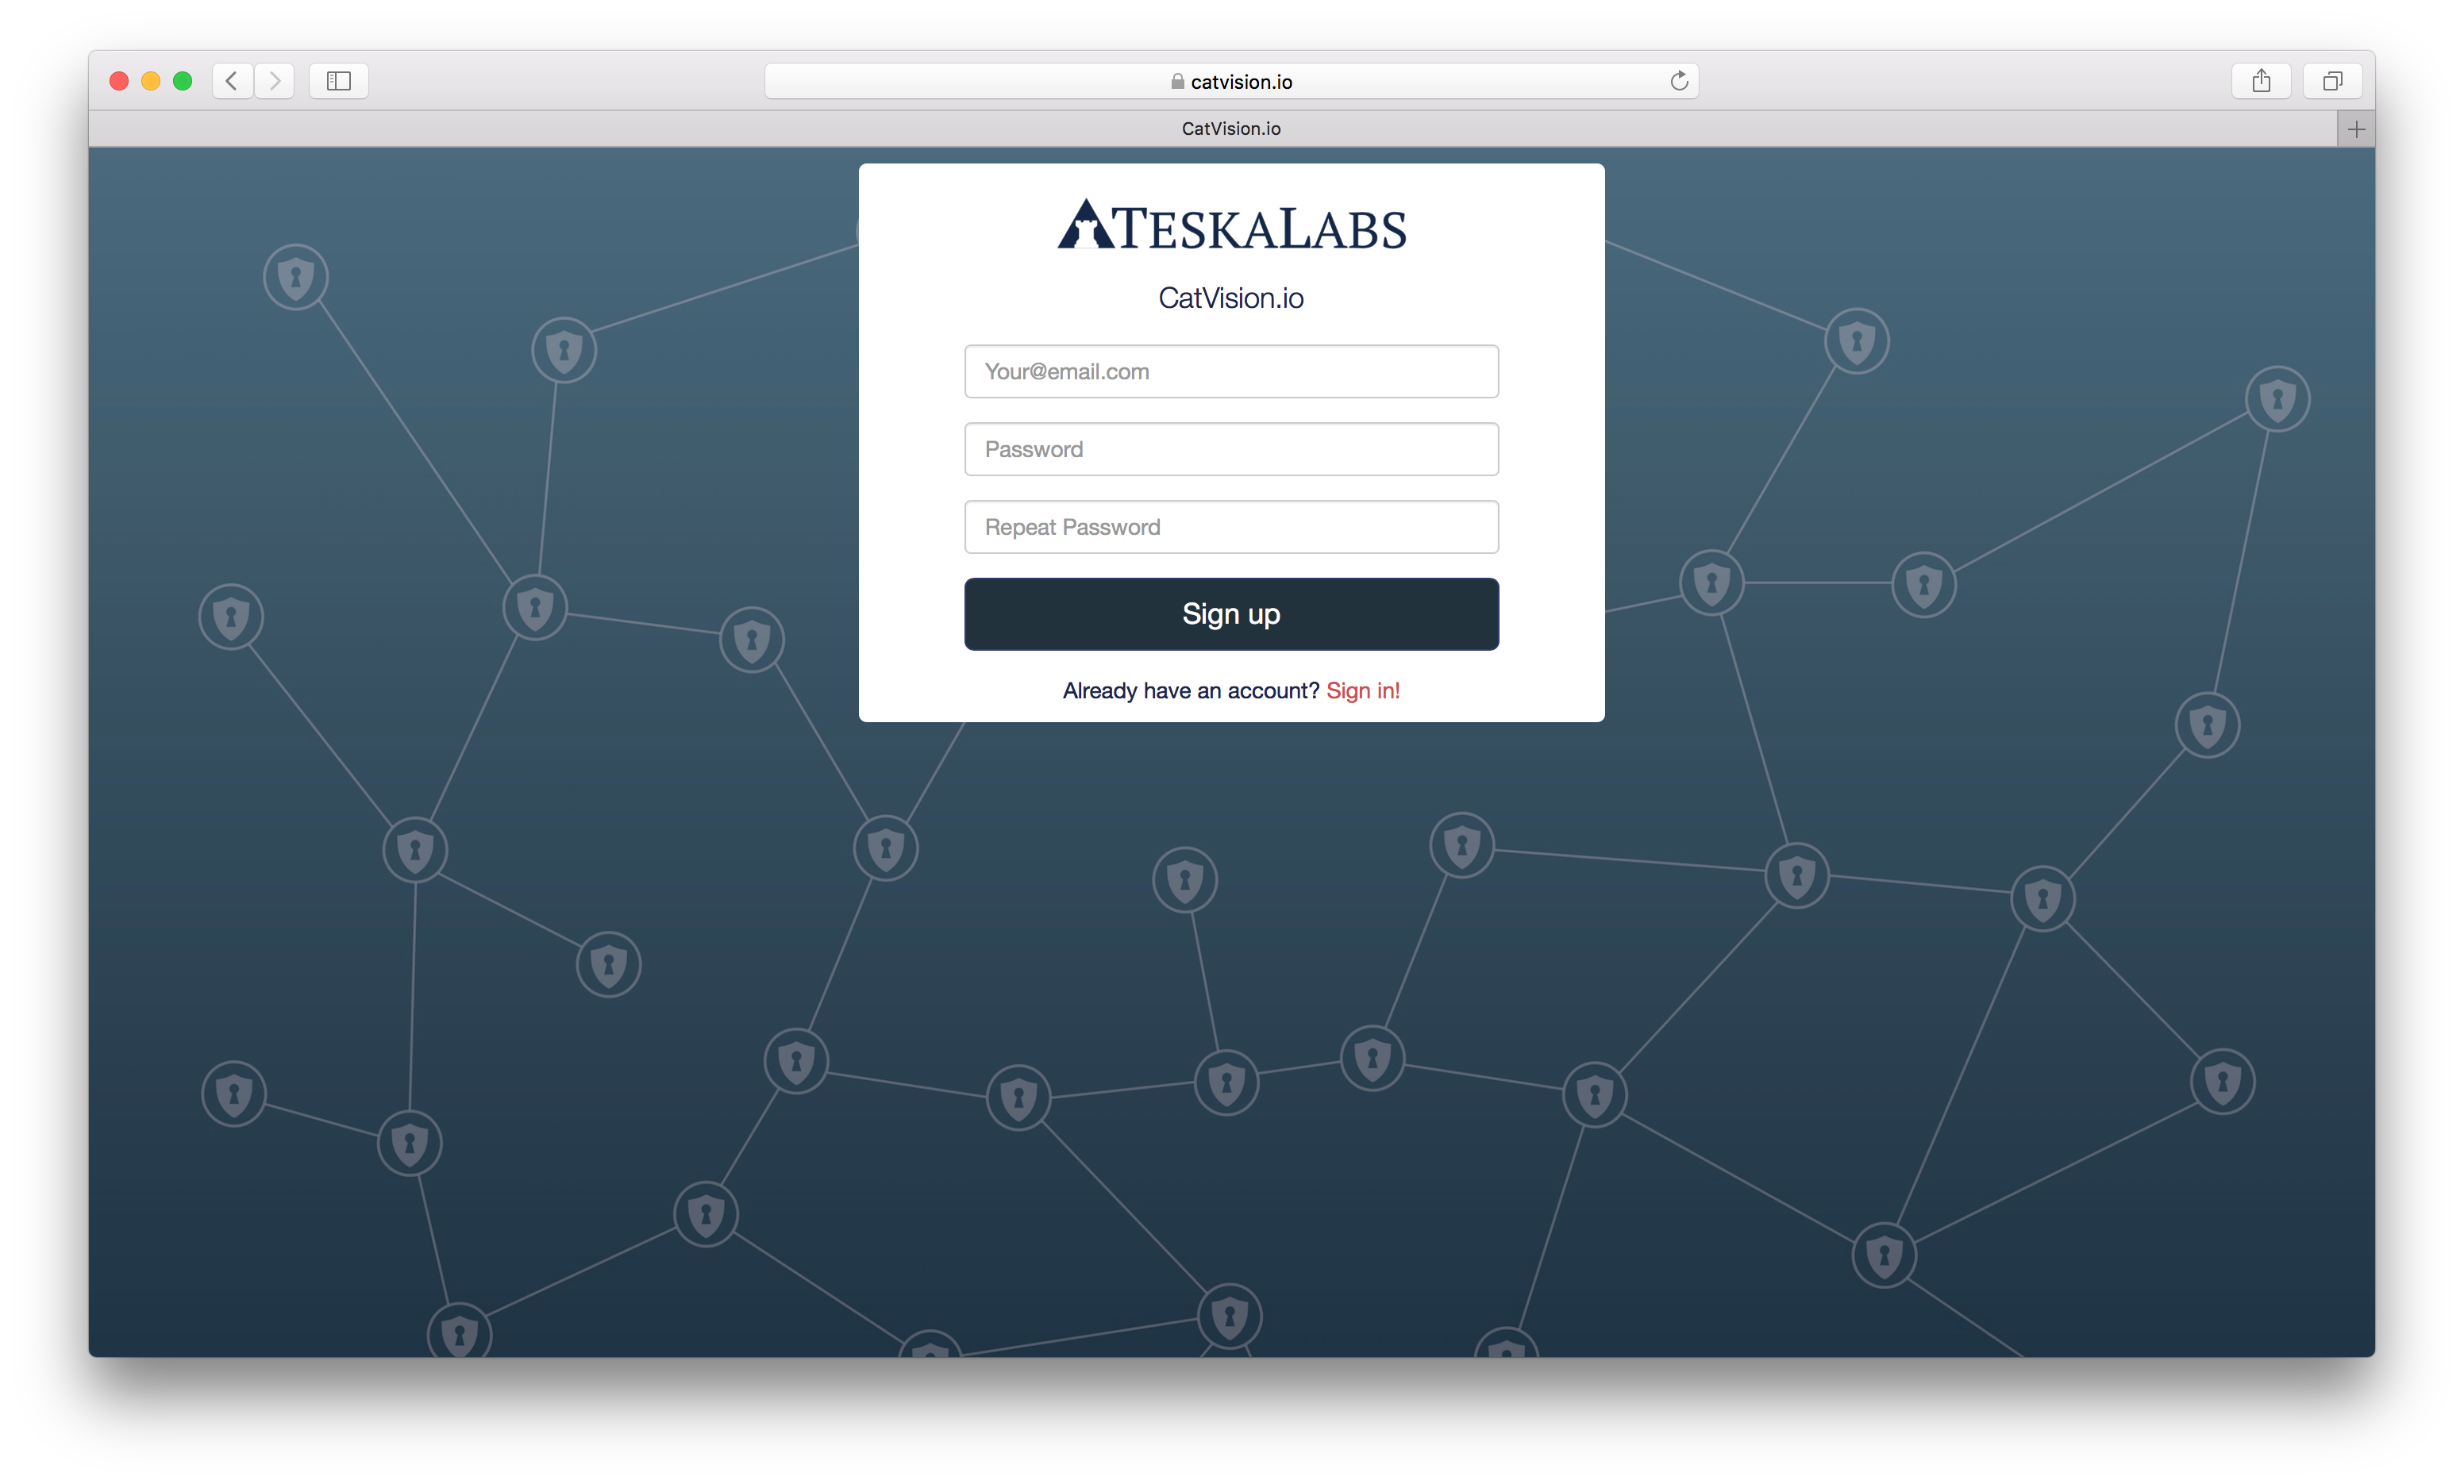 catvision.io
CatVision.io
TESKALABS
CatVision.io
Your@email.com
Password
Repeat Password
Sign up
Already have an account? Sign in!